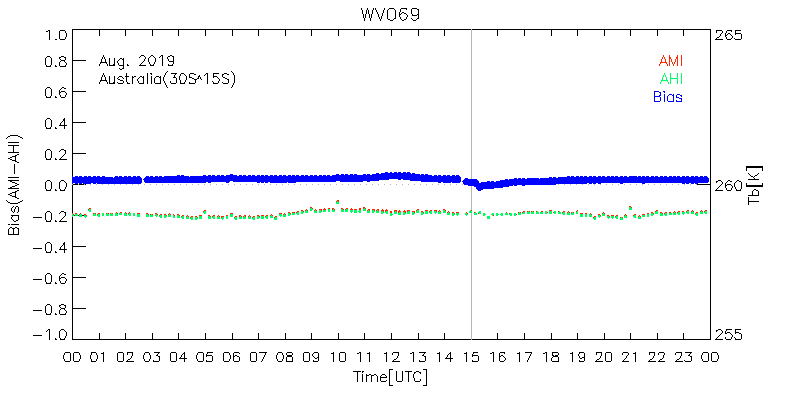 WV069
1.0
0.8
0.6
0.4
0.2
0.0
−0.2
−0.4
−0.6
−0.8
−1.0
Bias(AMI−AHI)
Aug. 2019
Australia(30S^15S)
AMI
AHI
Bias
265
260
255
Tb[K]
00 01 02 03 04 05 06 07 08 09 10 11 12 13 14 15 16 17 18 19 20 21 22 23 00
Time[UTC]